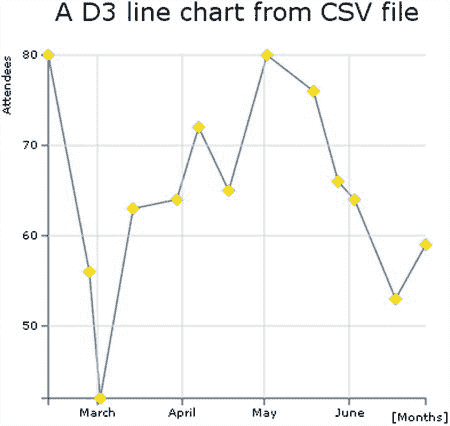 A D3 line chart from CSV file
Attendees
80
70
60
50
March April May June
[Months]